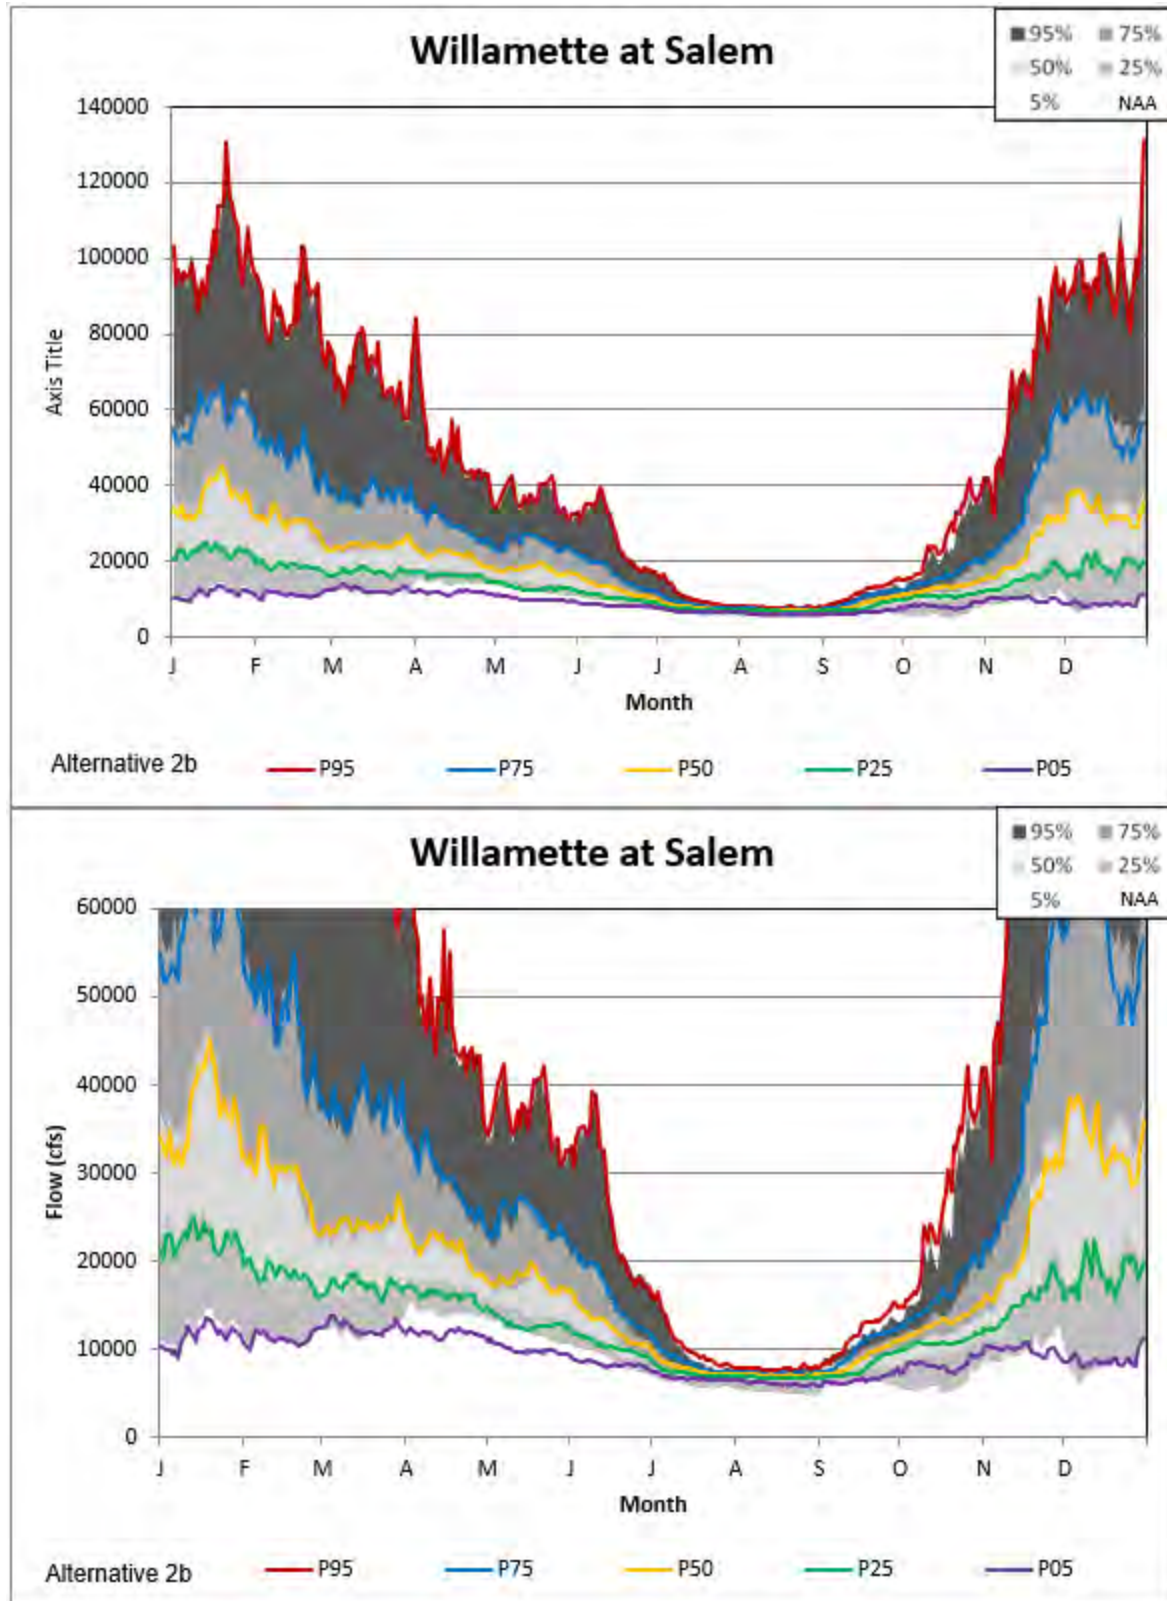 Willamette at Salem
95% 75%
50% 25%
5% NAA
140000
120000
100000
80000
60000
40000
20000
0
Axis Title
J F M A M J J A S O N D
Month
Alternative 2b P95 P75 P50 P25 P05
Willamette at Salem
95% 75%
50% 25%
5% NAA
60000
50000
40000
30000
20000
10000
0
Flow (cfs)
J F M A M J J A S O N D
Month
Alternative 2b P95 P75 P50 P25 P05